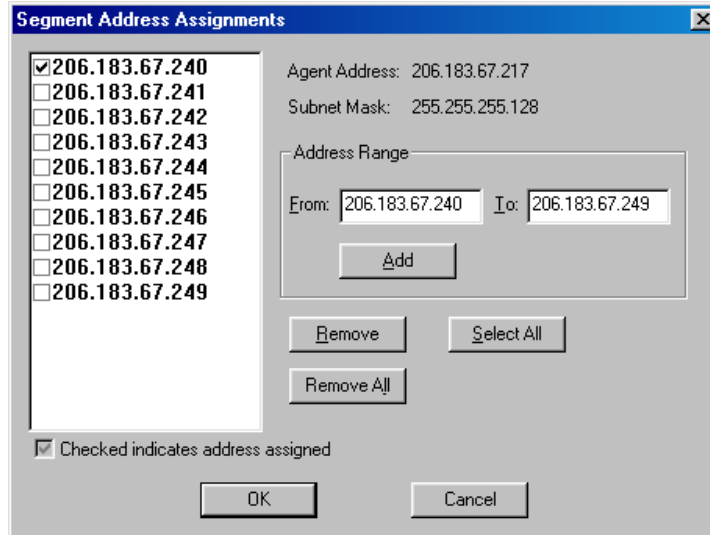 Segment Address Assignments
206.183.67.240
206.183.67.241
206.183.67.242
206.183.67.243
206.183.67.244
206.183.67.245
206.183.67.246
206.183.67.247
206.183.67.248
206.183.67.249
Agent Address: 206.183.67.217
Subnet Mask: 255.255.255.128
Address Range
From: 206.183.67.240 To: 206.183.67.249
Add
Remove Select All
Remove All
Checked indicates address assigned
OK Cancel